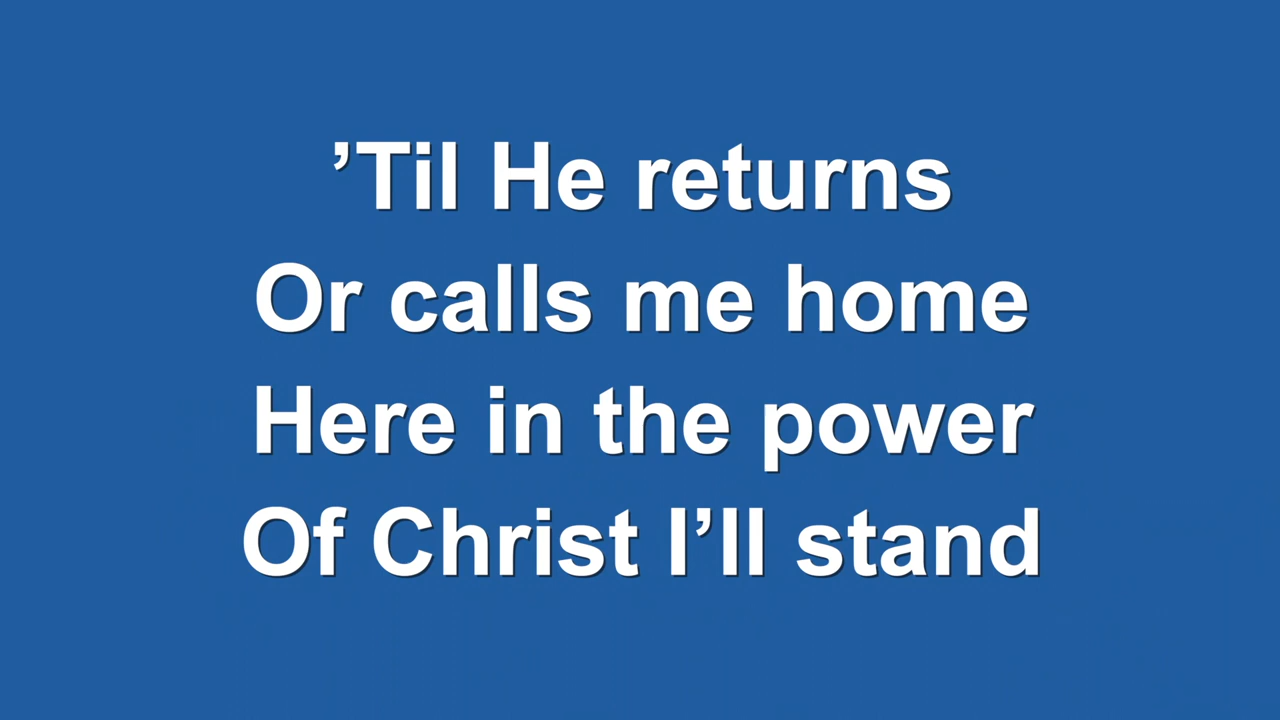 ’Til He returns
Or calls me home
Here in the power
Of Christ I’ll stand